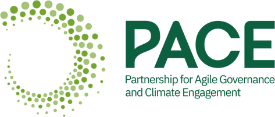 PACE
Partnership for Agile Governance
and Climate Engagement